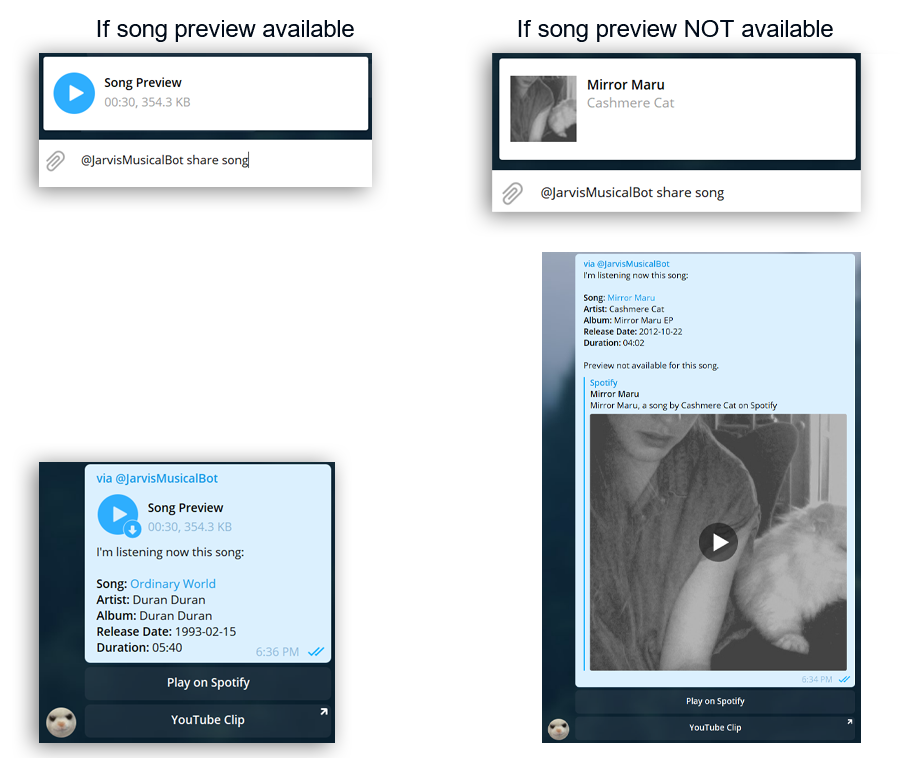 If song preview available
Song Preview
00:30, 354.3 KB
@JarvisMusicalBot share song
If song preview NOT available
Mirror Maru
Cashmere Cat
@JarvisMusicalBot share song
via @JarvisMusicalBot
Song Preview
00:30, 354.3 KB
I'm listening now this song:
Song: Ordinary World
Artist: Duran Duran
Album: Duran Duran
Release Date: 1993-02-15
Duration: 05:40
6:36 PM
Play on Spotify
YouTube Clip
via @JarvisMusicalBot
I'm listening now this song:
Song: Mirror Maru
Artist: Cashmere Cat
Album: Mirror Maru EP
Release Date: 2012-10-22
Duration: 04:02
Preview not available for this song.
Spotify
Mirror Maru
Mirror Maru, a song by Cashmere Cat on Spotify
6:34 PM
Play on Spotify
YouTube Clip